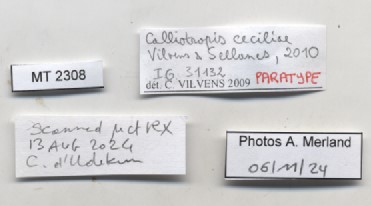 MT 2308
Calliotropis ceciliae
Vilvens & Sellanes, 2010
IG. 31132
PARATYPE
det. C. VILVENS 2009
Scanned µct RX
13 AUG 2024
C. d'Udekem
Photos A. Merland
06/11/24